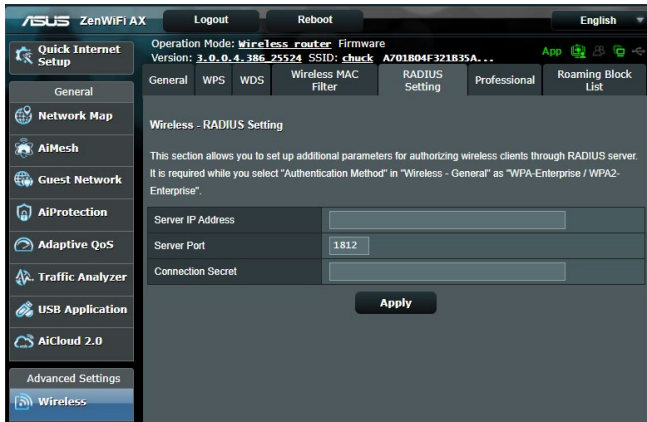 ASUS ZenWiFi AX Logout Reboot English
Quick Internet Setup
Operation Mode: Wireless router Firmware
Version: 3.0.0.4.386_25524 SSID: chuck A701B04F321B35A...
App
General WPS WDS Wireless MAC Filter RADIUS Setting Professional Roaming Block List
General
Network Map
AiMesh
Guest Network
AiProtection
Adaptive QoS
Traffic Analyzer
USB Application
AiCloud 2.0
Advanced Settings
Wireless
Wireless - RADIUS Setting
This section allows you to set up additional parameters for authorizing wireless clients through RADIUS server.
It is required while you select "Authentication Method" in "Wireless - General" as "WPA-Enterprise / WPA2-
Enterprise".
Server IP Address
Server Port 1812
Connection Secret
Apply